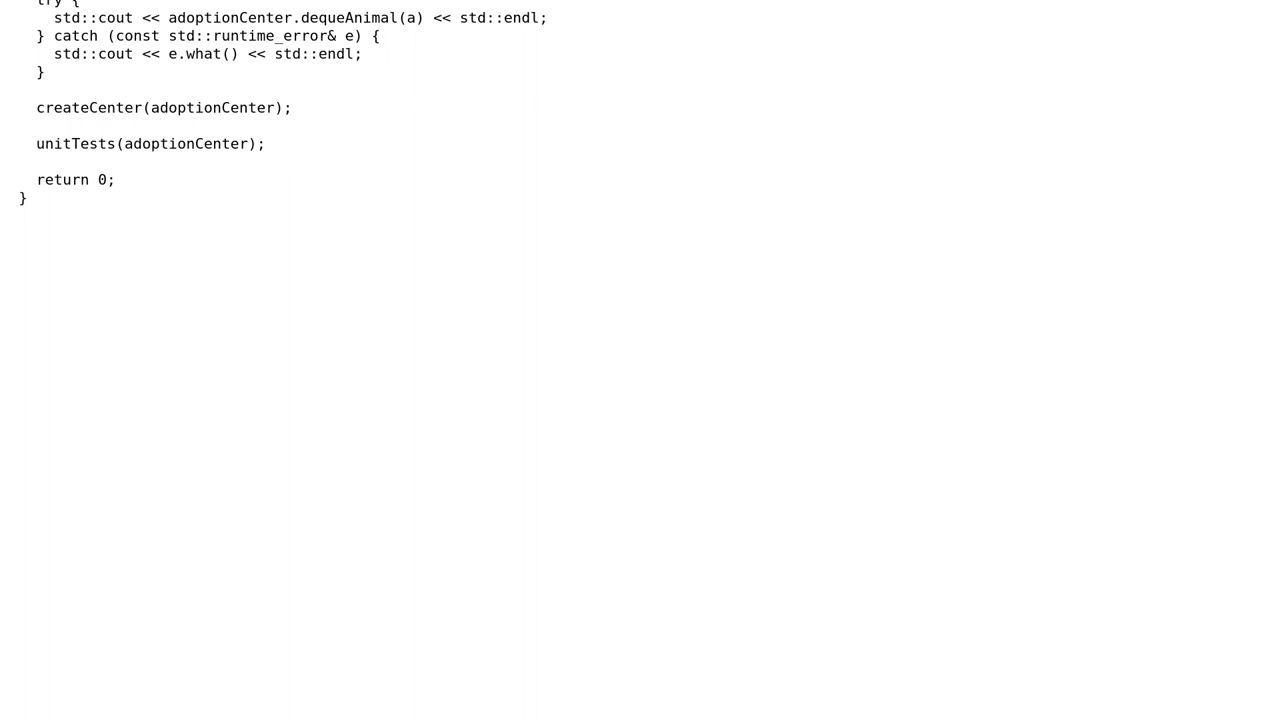 try {
    std::cout << adoptionCenter.dequeAnimal(a) << std::endl;
  } catch (const std::runtime_error& e) {
    std::cout << e.what() << std::endl;
  }

  createCenter(adoptionCenter);

  unitTests(adoptionCenter);

  return 0;
}